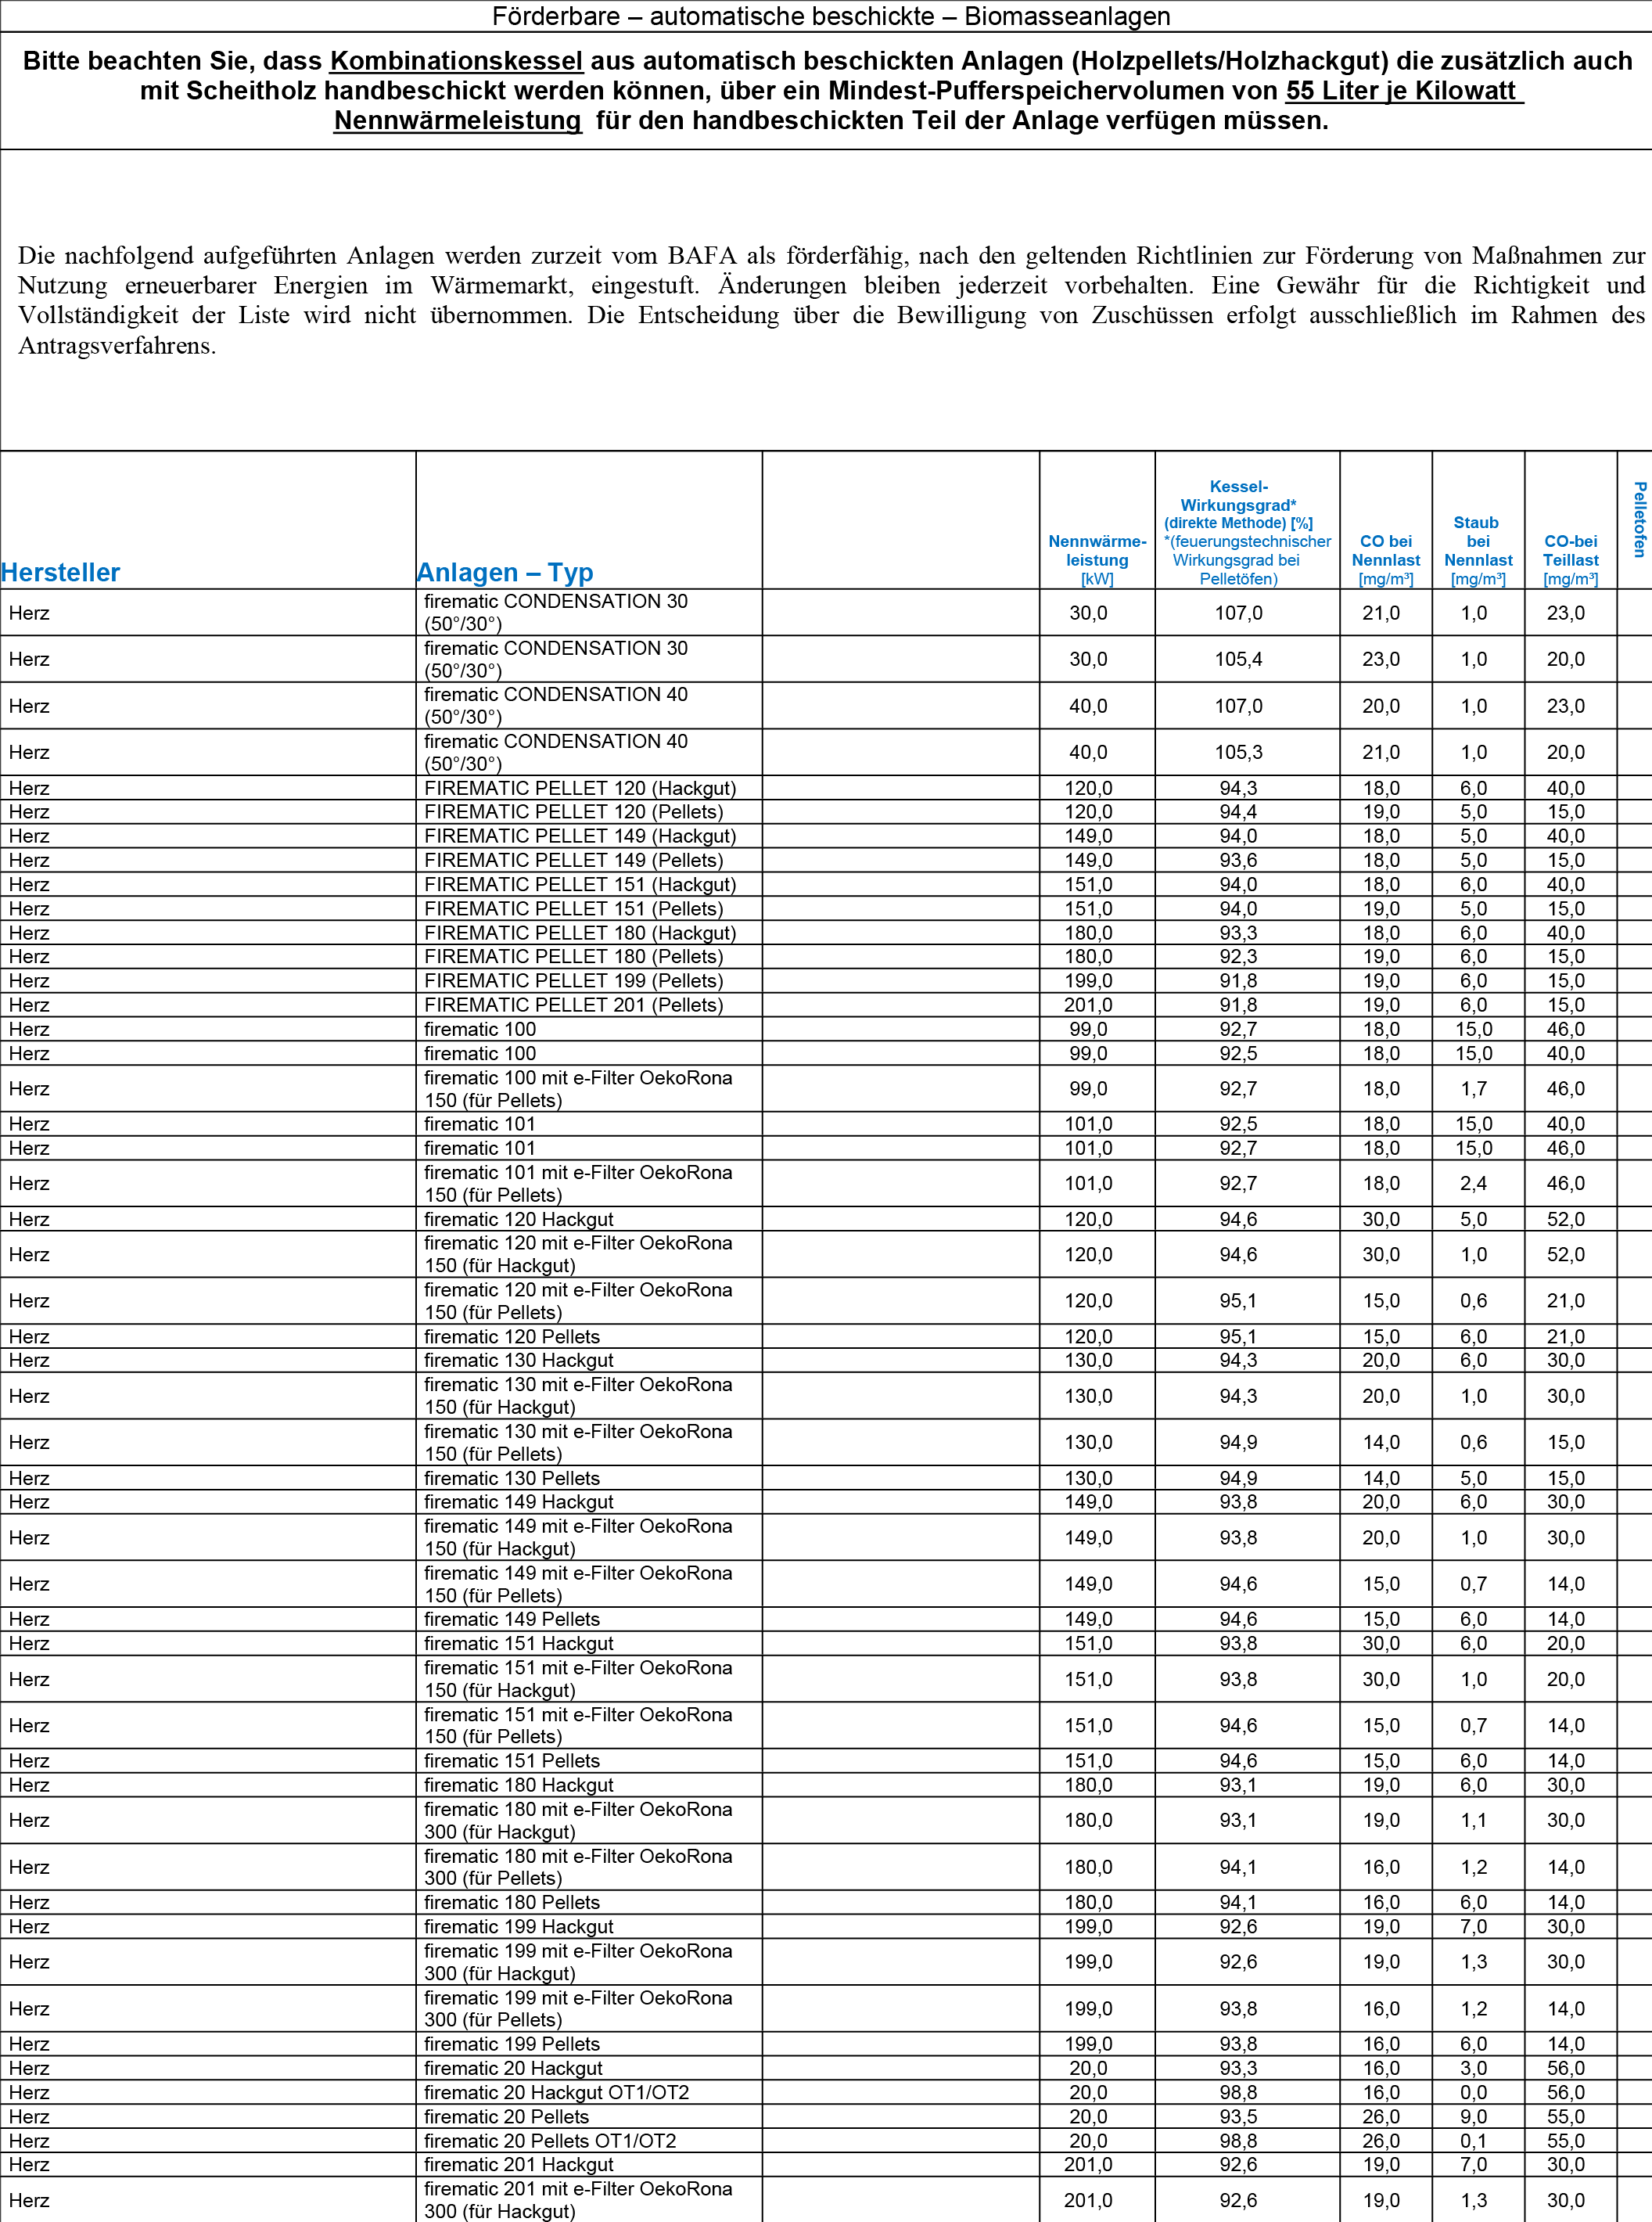 Förderbare – automatische beschickte – Biomasseanlagen
Bitte beachten Sie, dass Kombinationskessel aus automatisch beschickten Anlagen (Holzpellets/Holzhackgut) die zusätzlich auch
mit Scheitholz handbeschickt werden können, über ein Mindest-Pufferspeichervolumen von 55 Liter je Kilowatt
Nennwärmeleistung für den handbeschickten Teil der Anlage verfügen müssen.
Die nachfolgend aufgeführten Anlagen werden zurzeit vom BAFA als förderfähig, nach den geltenden Richtlinien zur Förderung von Maßnahmen zur
Nutzung erneuerbarer Energien im Wärmemarkt, eingestuft. Änderungen bleiben jederzeit vorbehalten. Eine Gewähr für die Richtigkeit und
Vollständigkeit der Liste wird nicht übernommen. Die Entscheidung über die Bewilligung von Zuschüssen erfolgt ausschließlich im Rahmen des
Antragsverfahrens.
Hersteller
Anlagen – Typ
Nennwärme-
leistung
[kW]
Kessel-
Wirkungsgrad*
(direkte Methode) [%]
*(feuerungstechnischer
Wirkungsgrad bei
Pelletöfen)
CO bei
Nennlast
[mg/m³]
Staub
bei
Nennlast
[mg/m³]
CO-bei
Teillast
[mg/m³]
Pelletofen
Herz firematic CONDENSATION 30
(50°/30°) 30,0 107,0 21,0 1,0 23,0
Herz firematic CONDENSATION 30
(50°/30°) 30,0 105,4 23,0 1,0 20,0
Herz firematic CONDENSATION 40
(50°/30°) 40,0 107,0 20,0 1,0 23,0
Herz firematic CONDENSATION 40
(50°/30°) 40,0 105,3 21,0 1,0 20,0
Herz FIREMATIC PELLET 120 (Hackgut) 120,0 94,3 18,0 6,0 40,0
Herz FIREMATIC PELLET 120 (Pellets) 120,0 94,4 19,0 5,0 15,0
Herz FIREMATIC PELLET 149 (Hackgut) 149,0 94,0 18,0 5,0 40,0
Herz FIREMATIC PELLET 149 (Pellets) 149,0 93,6 18,0 5,0 15,0
Herz FIREMATIC PELLET 151 (Hackgut) 151,0 94,0 18,0 6,0 40,0
Herz FIREMATIC PELLET 151 (Pellets) 151,0 94,0 19,0 5,0 15,0
Herz FIREMATIC PELLET 180 (Hackgut) 180,0 93,3 18,0 6,0 40,0
Herz FIREMATIC PELLET 180 (Pellets) 180,0 92,3 19,0 6,0 15,0
Herz FIREMATIC PELLET 199 (Pellets) 199,0 91,8 19,0 6,0 15,0
Herz FIREMATIC PELLET 201 (Pellets) 201,0 91,8 19,0 6,0 15,0
Herz firematic 100 99,0 92,7 18,0 15,0 46,0
Herz firematic 100 99,0 92,5 18,0 15,0 40,0
Herz firematic 100 mit e-Filter OekoRona
150 (für Pellets) 99,0 92,7 18,0 1,7 46,0
Herz firematic 101 101,0 92,5 18,0 15,0 40,0
Herz firematic 101 101,0 92,7 18,0 15,0 46,0
Herz firematic 101 mit e-Filter OekoRona
150 (für Pellets) 101,0 92,7 18,0 2,4 46,0
Herz firematic 120 Hackgut 120,0 94,6 30,0 5,0 52,0
Herz firematic 120 mit e-Filter OekoRona
150 (für Hackgut) 120,0 94,6 30,0 1,0 52,0
Herz firematic 120 mit e-Filter OekoRona
150 (für Pellets) 120,0 95,1 15,0 0,6 21,0
Herz firematic 120 Pellets 120,0 95,1 15,0 6,0 21,0
Herz firematic 130 Hackgut 130,0 94,3 20,0 6,0 30,0
Herz firematic 130 mit e-Filter OekoRona
150 (für Hackgut) 130,0 94,3 20,0 1,0 30,0
Herz firematic 130 mit e-Filter OekoRona
150 (für Pellets) 130,0 94,9 14,0 0,6 15,0
Herz firematic 130 Pellets 130,0 94,9 14,0 5,0 15,0
Herz firematic 149 Hackgut 149,0 93,8 20,0 6,0 30,0
Herz firematic 149 mit e-Filter OekoRona
150 (für Hackgut) 149,0 93,8 20,0 1,0 30,0
Herz firematic 149 mit e-Filter OekoRona
150 (für Pellets) 149,0 94,6 15,0 0,7 14,0
Herz firematic 149 Pellets 149,0 94,6 15,0 6,0 14,0
Herz firematic 151 Hackgut 151,0 93,8 30,0 6,0 20,0
Herz firematic 151 mit e-Filter OekoRona
150 (für Hackgut) 151,0 93,8 30,0 1,0 20,0
Herz firematic 151 mit e-Filter OekoRona
150 (für Pellets) 151,0 94,6 15,0 0,7 14,0
Herz firematic 151 Pellets 151,0 94,6 15,0 6,0 14,0
Herz firematic 180 Hackgut 180,0 93,1 19,0 6,0 30,0
Herz firematic 180 mit e-Filter OekoRona
300 (für Hackgut) 180,0 93,1 19,0 1,1 30,0
Herz firematic 180 mit e-Filter OekoRona
300 (für Pellets) 180,0 94,1 16,0 1,2 14,0
Herz firematic 180 Pellets 180,0 94,1 16,0 6,0 14,0
Herz firematic 199 Hackgut 199,0 92,6 19,0 7,0 30,0
Herz firematic 199 mit e-Filter OekoRona
300 (für Hackgut) 199,0 92,6 19,0 1,3 30,0
Herz firematic 199 mit e-Filter OekoRona
300 (für Pellets) 199,0 93,8 16,0 1,2 14,0
Herz firematic 199 Pellets 199,0 93,8 16,0 6,0 14,0
Herz firematic 20 Hackgut 20,0 93,3 16,0 3,0 56,0
Herz firematic 20 Hackgut OT1/OT2 20,0 98,8 16,0 0,0 56,0
Herz firematic 20 Pellets 20,0 93,5 26,0 9,0 55,0
Herz firematic 20 Pellets OT1/OT2 20,0 98,8 26,0 0,1 55,0
Herz firematic 201 Hackgut 201,0 92,6 19,0 7,0 30,0
Herz firematic 201 mit e-Filter OekoRona
300 (für Hackgut) 201,0 92,6 19,0 1,3 30,0